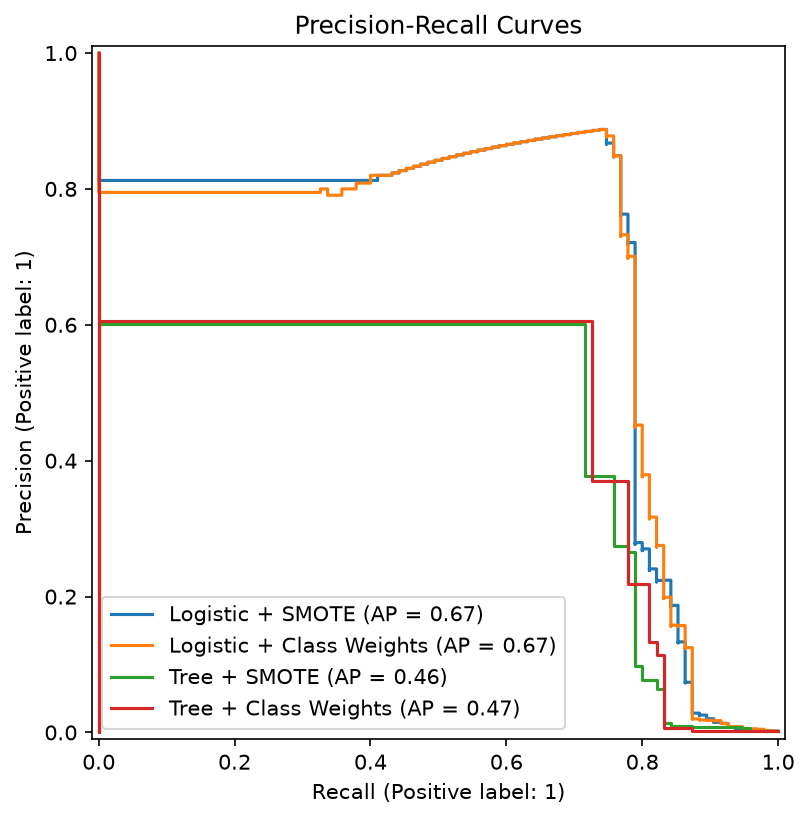 Precision-Recall Curves
1.0
0.8
0.6
0.4
0.2
0.0
Precision (Positive label: 1)
Logistic + SMOTE (AP = 0.67)
Logistic + Class Weights (AP = 0.67)
Tree + SMOTE (AP = 0.46)
Tree + Class Weights (AP = 0.47)
0.0 0.2 0.4 0.6 0.8 1.0
Recall (Positive label: 1)